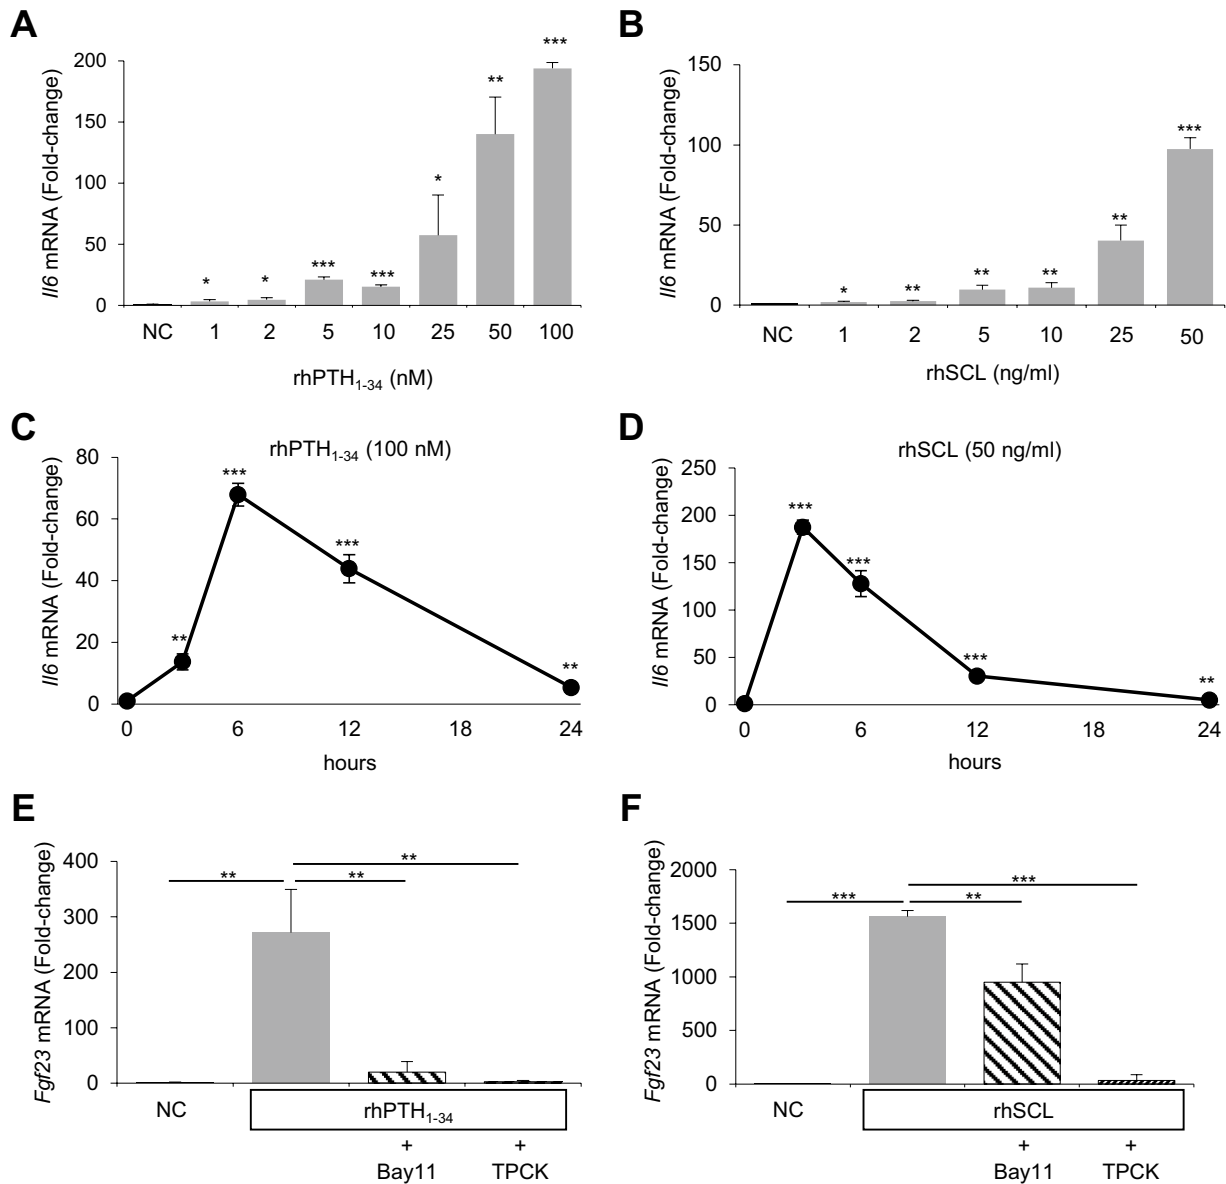 A
Il6 mRNA (Fold-change)
200
150
100
50
0
*
*
***
***
*
**
***
NC 1 2 5 10 25 50 100
rhPTH1-34 (nM)
B
Il6 mRNA (Fold-change)
150
100
50
0
*
**
**
**
**
***
NC 1 2 5 10 25 50
rhSCL (ng/ml)
C
rhPTH1-34 (100 nM)
Il6 mRNA (Fold-change)
80
60
40
20
0
**
***
***
**
0 6 12 18 24
hours
D
rhSCL (50 ng/ml)
Il6 mRNA (Fold-change)
250
200
150
100
50
0
***
***
***
**
0 6 12 18 24
hours
E
Fgf23 mRNA (Fold-change)
400
300
200
100
0
**
** **
NC rhPTH1-34
+ +
Bay11 TPCK
F
Fgf23 mRNA (Fold-change)
2000
1500
1000
500
0
***
*** **
NC rhSCL
+ +
Bay11 TPCK